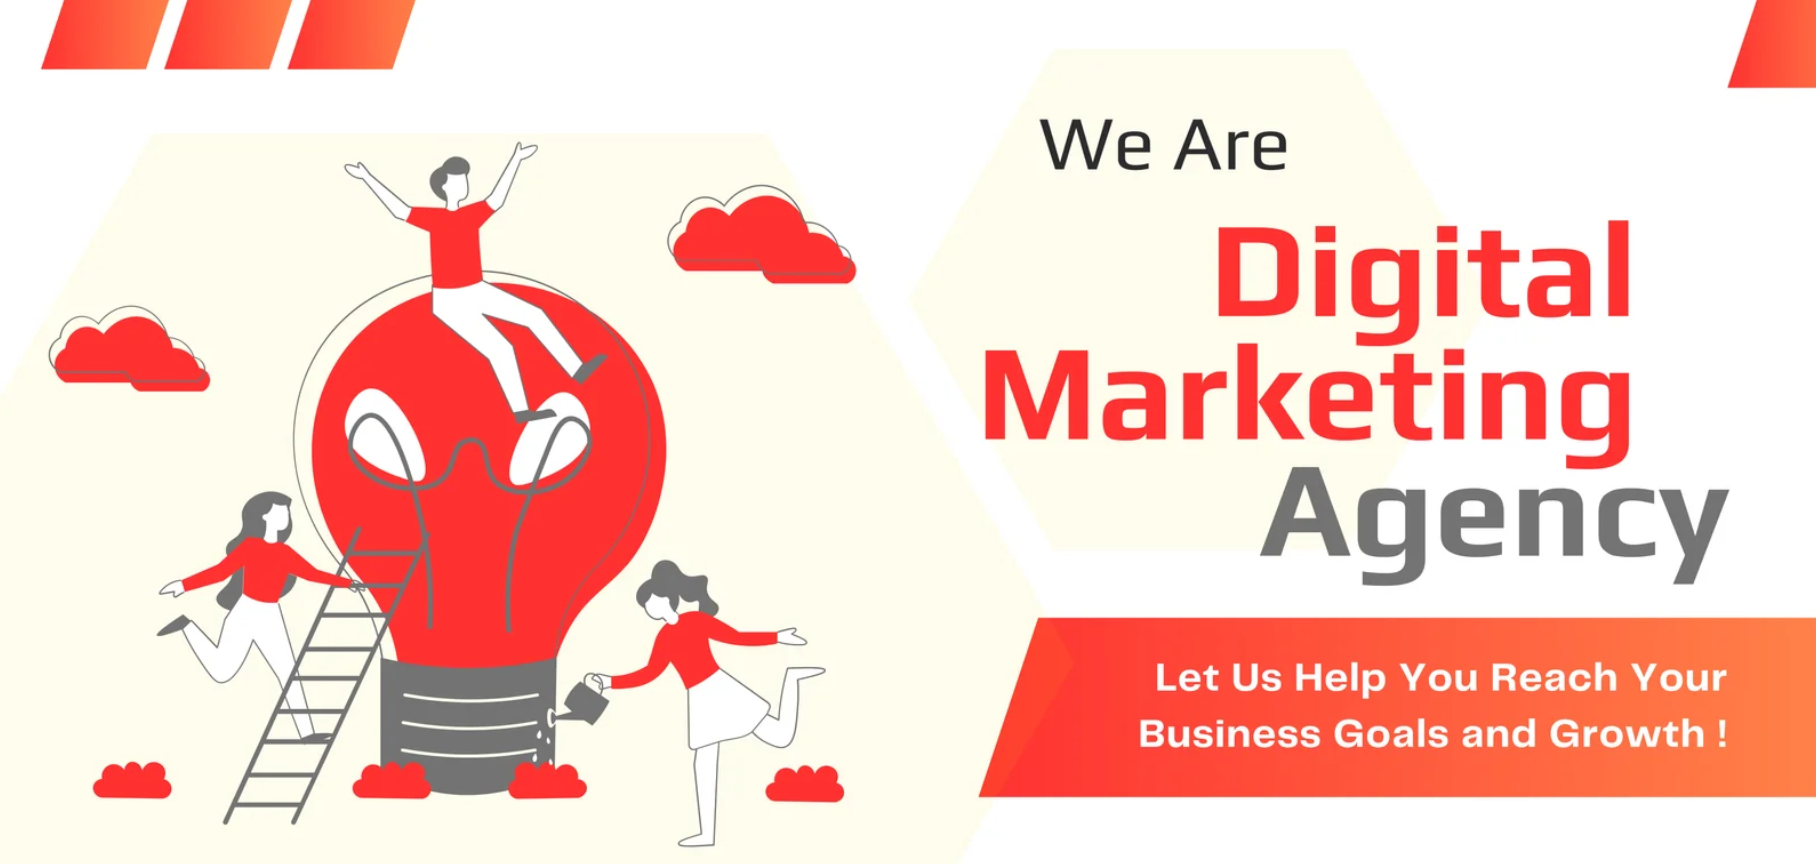 We Are
Digital
Marketing
Agency
Let Us Help You Reach Your
Business Goals and Growth !